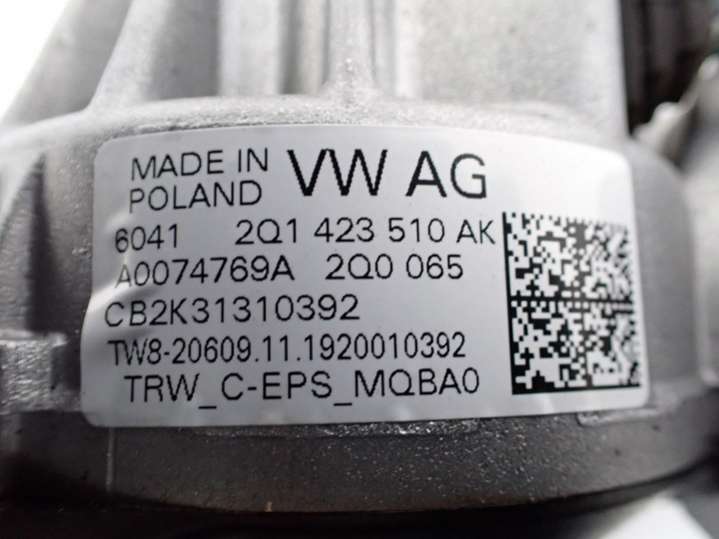 MADE IN VW AG
POLAND
6041 2Q1 423 510 AK
A0074769A 2Q0 065
CB2K31310392
TW8-20609.11.1920010392
TRW_C-EPS_MQBA0